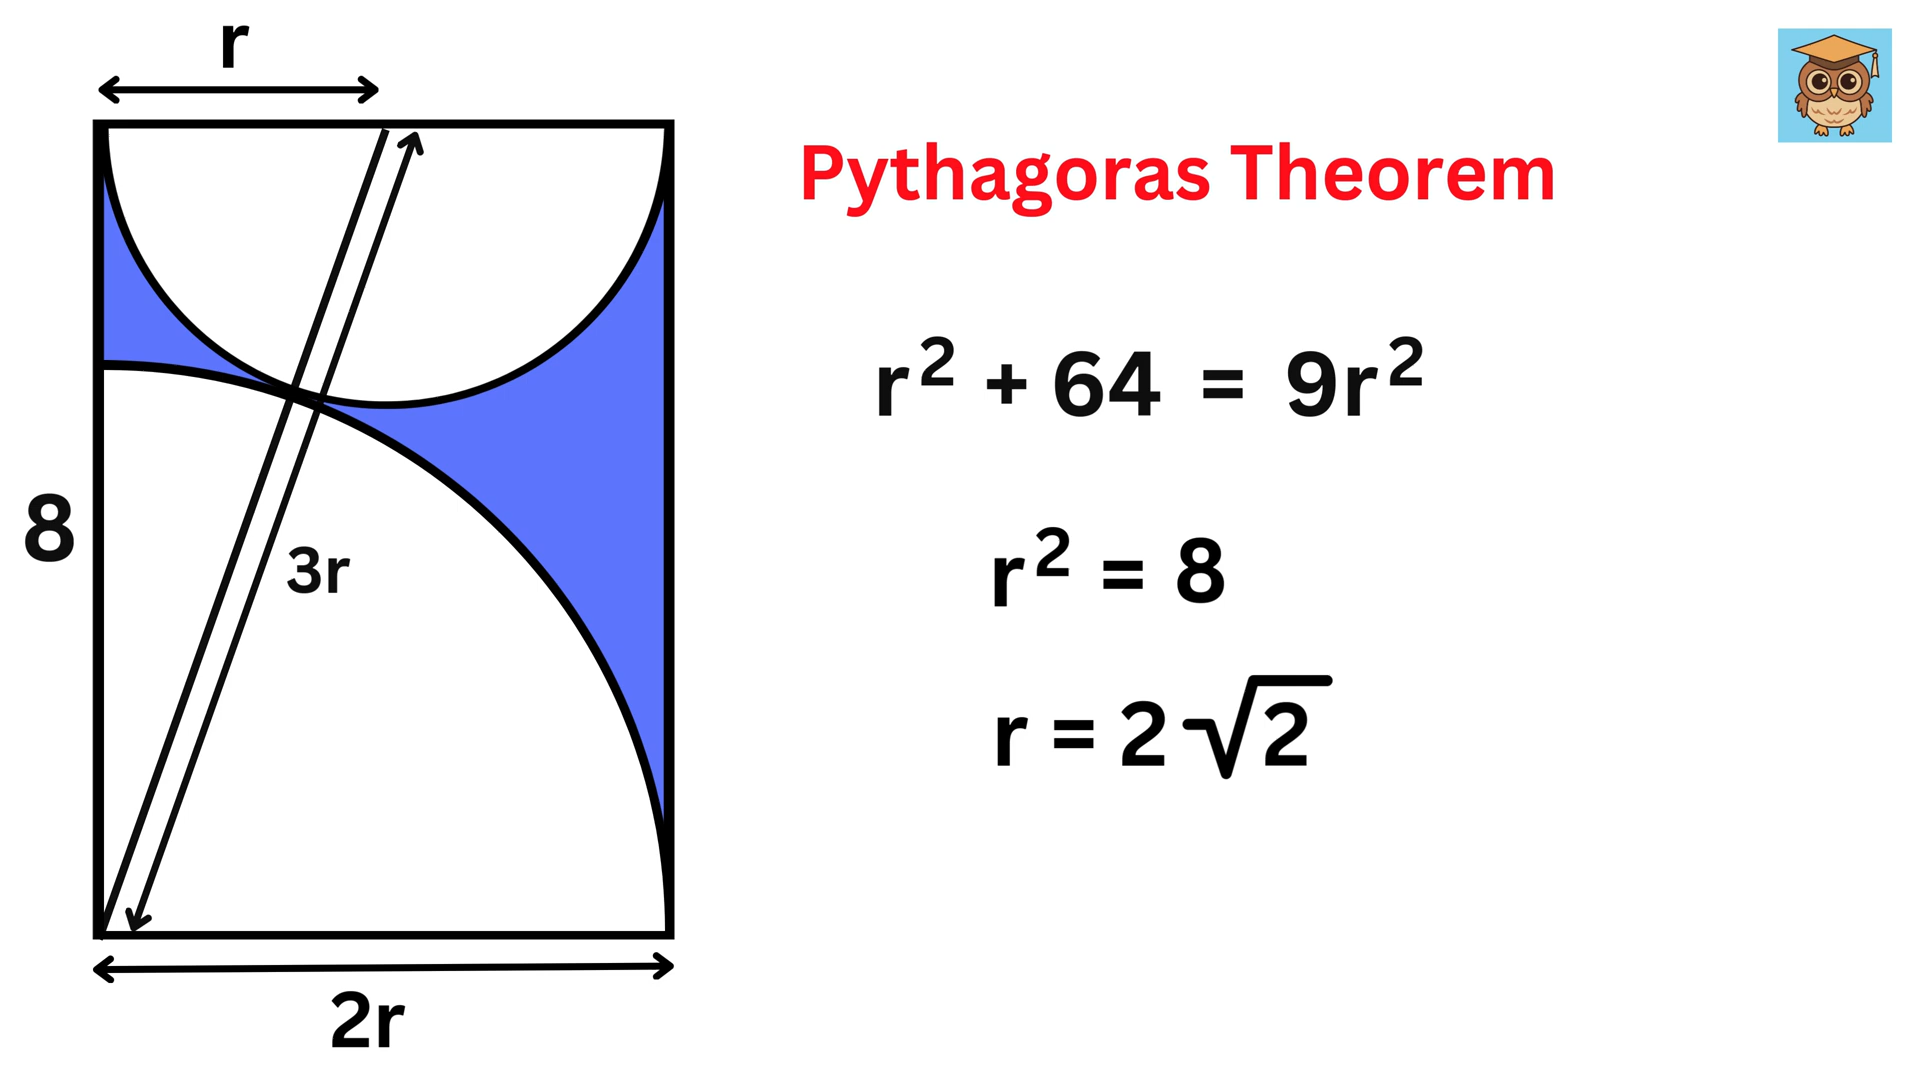 r
8
3r
2r
Pythagoras Theorem
r² + 64 = 9r²
r² = 8
r = 2√2